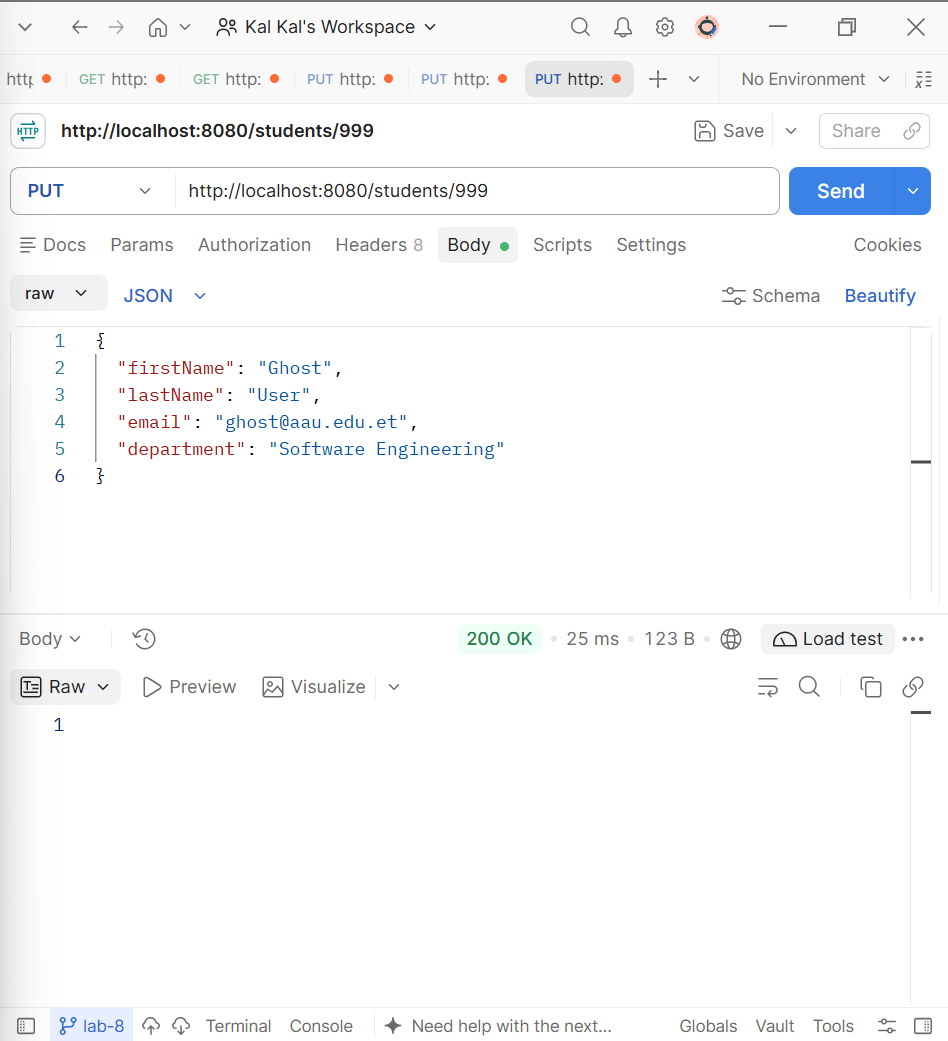 Kal Kal's Workspace
http GET http: GET http: PUT http: PUT http: PUT http: No Environment
HTTP http://localhost:8080/students/999 Save Share
PUT http://localhost:8080/students/999 Send
Docs Params Authorization Headers 8 Body Scripts Settings Cookies
raw JSON Schema Beautify
1 {
2 "firstName": "Ghost",
3 "lastName": "User",
4 "email": "ghost@aau.edu.et",
5 "department": "Software Engineering"
6 }
Body 200 OK 25 ms 123 B Load test
Raw Preview Visualize
1
lab-8 Terminal Console Need help with the next... Globals Vault Tools